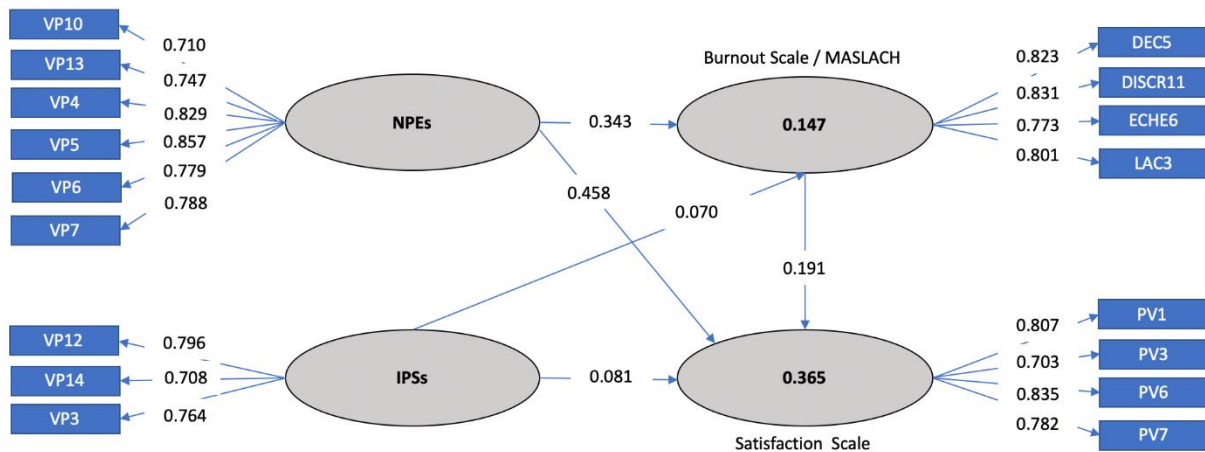 VP10
0.710
VP13
0.747
VP4
0.829
VP5
0.857
VP6
0.779
VP7
0.788
NPEs
0.343
0.458
Burnout Scale / MASLACH
0.147
0.823
DEC5
0.831
DISCR11
0.773
ECHE6
0.801
LAC3
0.070
0.191
VP12
0.796
VP14
0.708
VP3
0.764
IPSs
0.081
0.365
Satisfaction Scale
0.807
PV1
0.703
PV3
0.835
PV6
0.782
PV7